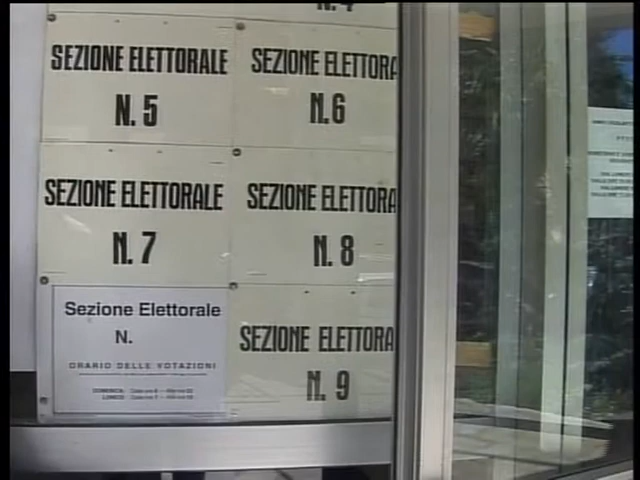 N. 4
SEZIONE ELETTORALE
N. 5
SEZIONE ELETTORA
N. 6
SEZIONE ELETTORALE
N. 7
SEZIONE ELETTORA
N. 8
Sezione Elettorale
N.
ORARIO DELLE VOTAZIONI
SEZIONE ELETTORA
N. 9